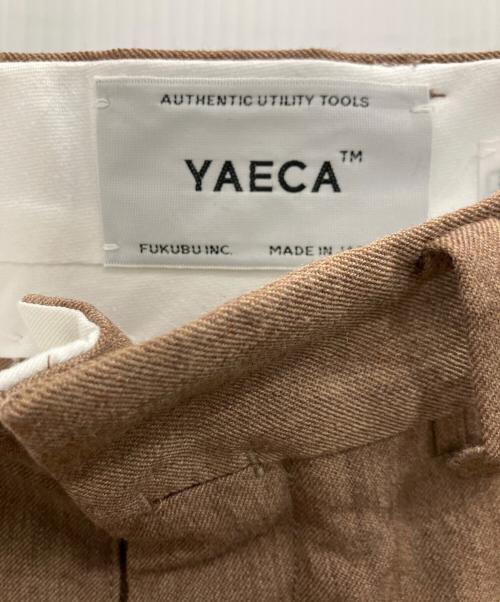 AUTHENTIC UTILITY TOOLS
YAECA™
FUKUBU INC. MADE IN